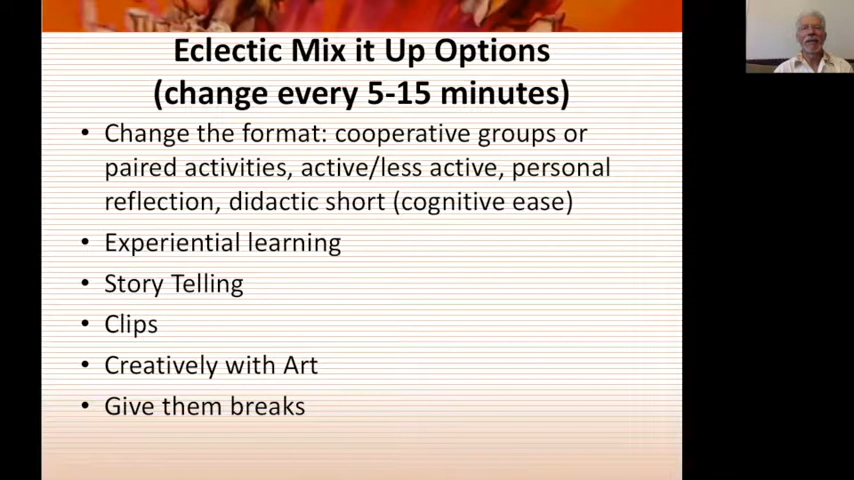 Eclectic Mix it Up Options
(change every 5-15 minutes)
• Change the format: cooperative groups or
paired activities, active/less active, personal
reflection, didactic short (cognitive ease)
• Experiential learning
• Story Telling
• Clips
• Creatively with Art
• Give them breaks